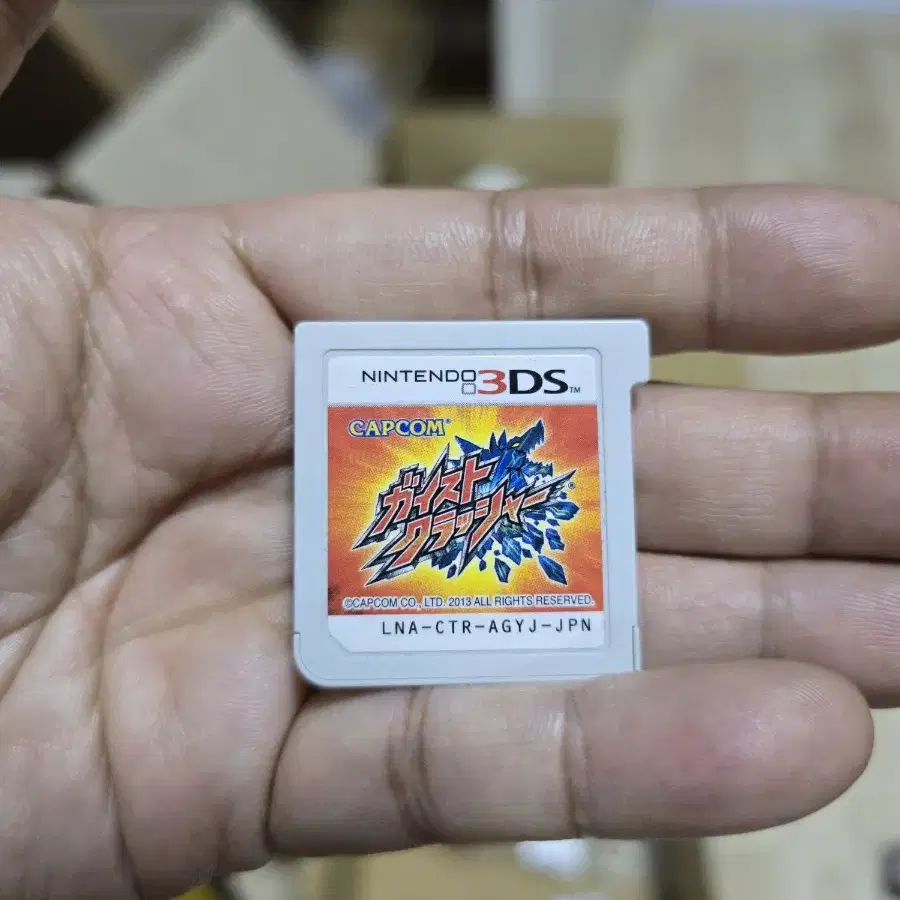 NINTENDO 3DS™
CAPCOM®
ガイスト
クラッシャー®
©CAPCOM CO., LTD. 2013 ALL RIGHTS RESERVED.
LNA-CTR-AGYJ-JPN